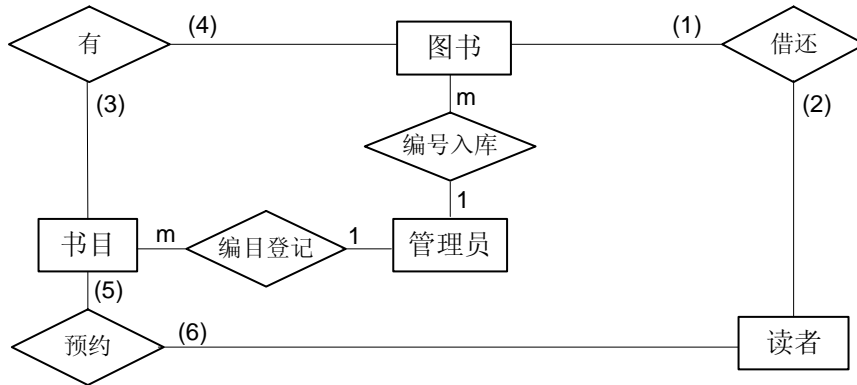 有
(4)
图书
(1)
借还
(3)
m
(2)
编号入库
1
书目
m
编目登记
1
管理员
(5)
预约
(6)
读者